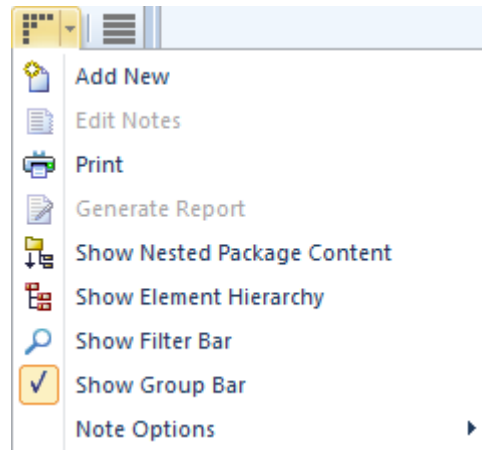 Add New
Edit Notes
Print
Generate Report
Show Nested Package Content
Show Element Hierarchy
Show Filter Bar
Show Group Bar
Note Options